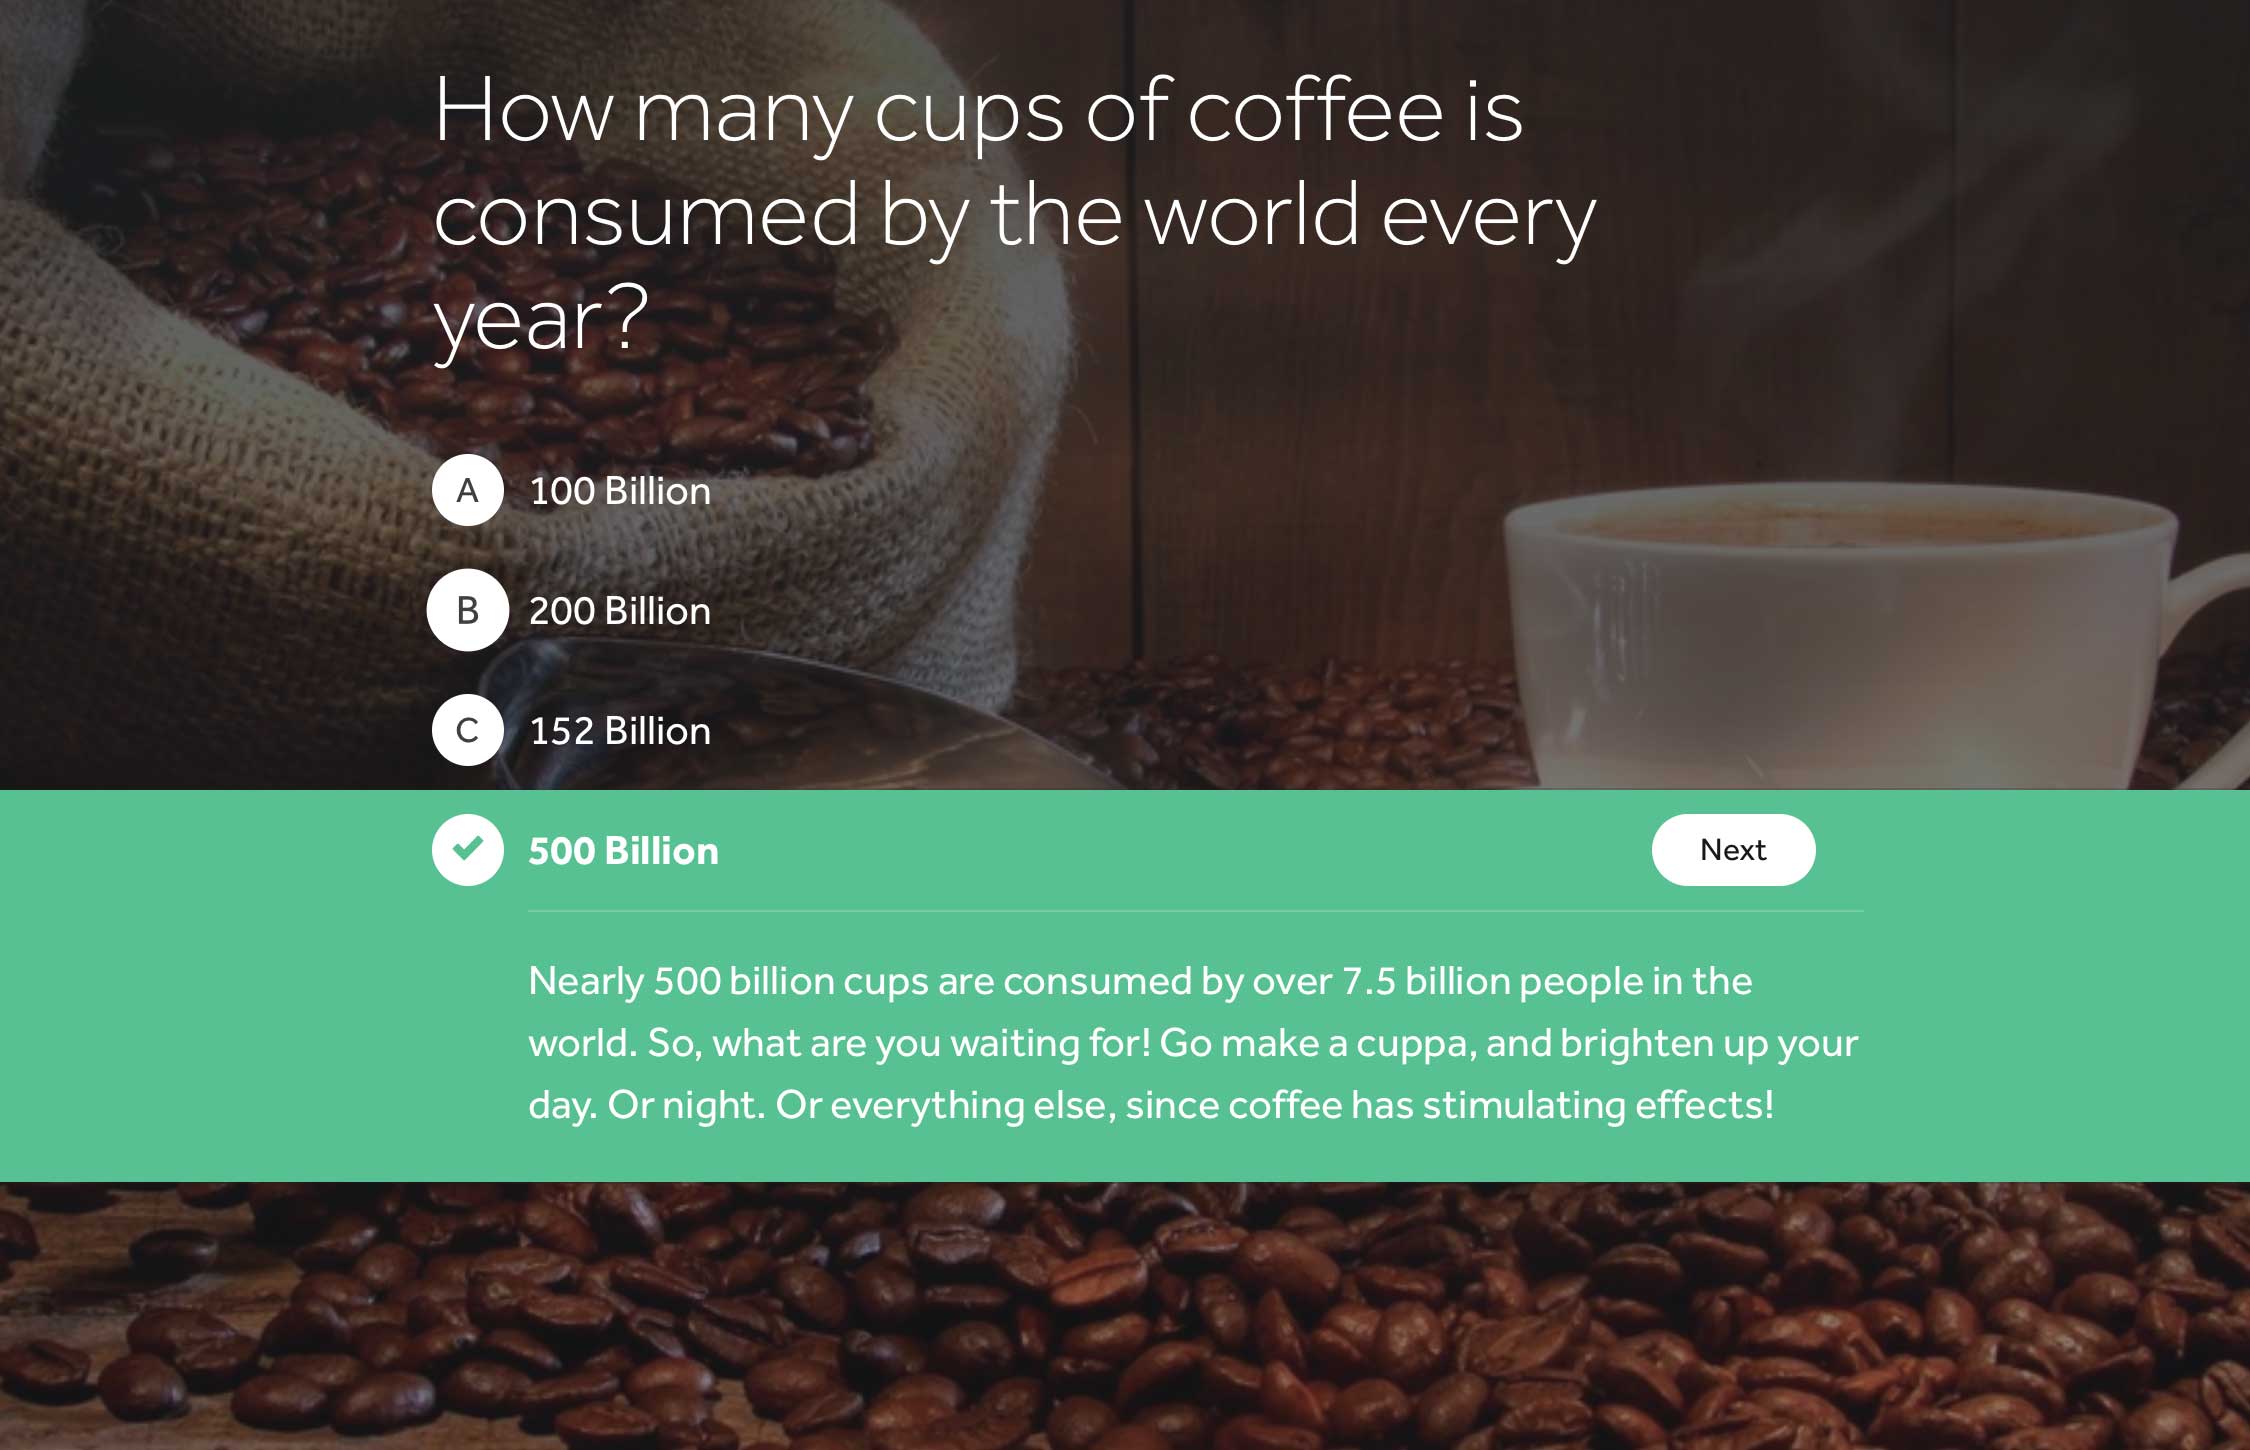 How many cups of coffee is
consumed by the world every
year?
A 100 Billion
B 200 Billion
C 152 Billion
500 Billion
Next
Nearly 500 billion cups are consumed by over 7.5 billion people in the
world. So, what are you waiting for! Go make a cuppa, and brighten up your
day. Or night. Or everything else, since coffee has stimulating effects!